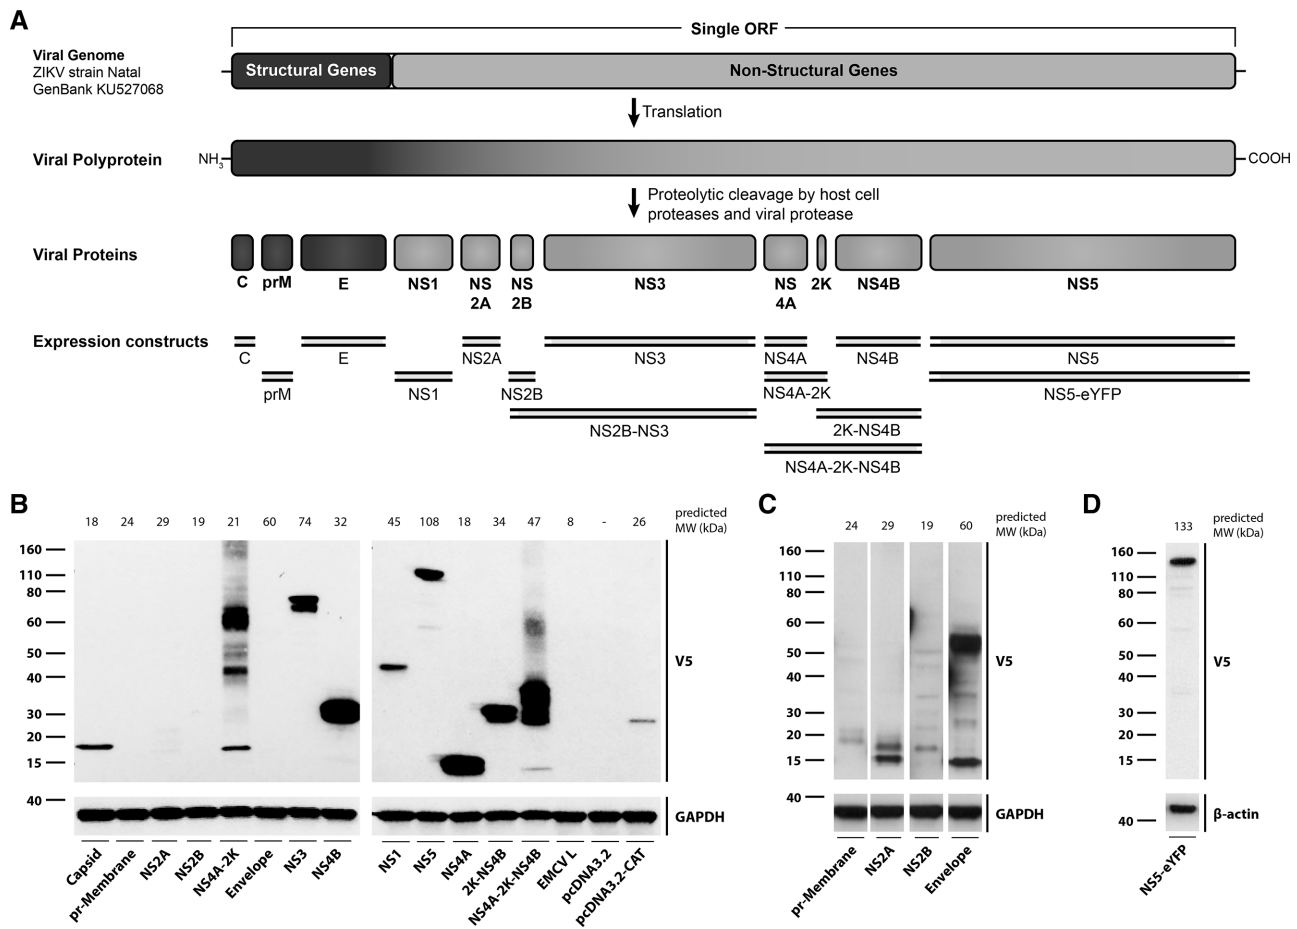 A
Single ORF
Viral Genome
ZIKV strain Natal
GenBank KU527068
Structural Genes
Non-Structural Genes
Translation
Viral Polyprotein
NH3
COOH
Proteolytic cleavage by host cell
proteases and viral protease
Viral Proteins
C prM E NS1 NS 2A NS 2B NS3 NS 4A 2K NS4B NS5
Expression constructs
C E NS2A NS3 NS4A NS4B NS5
prM NS1 NS2B NS4A-2K NS5-eYFP
NS2B-NS3 2K-NS4B
NS4A-2K-NS4B
B
18 24 29 19 21 60 74 32 45 108 18 34 47 8 - 26
predicted
MW (kDa)
160
110
80
60
50
40
30
20
15
V5
40
GAPDH
Capsid
pr-Membrane
NS2A
NS2B
NS4A-2K
Envelope
NS3
NS4B
NS1
NS5
NS4A
2K-NS4B
NS4A-2K-NS4B
EMCV L
pcDNA3.2
pcDNA3.2-CAT
C
24 29 19 60
predicted
MW (kDa)
160
110
80
60
50
40
30
20
15
V5
40
GAPDH
pr-Membrane
NS2A
NS2B
Envelope
D
133
predicted
MW (kDa)
160
110
80
60
50
40
30
20
15
V5
40
β-actin
NS5-eYFP